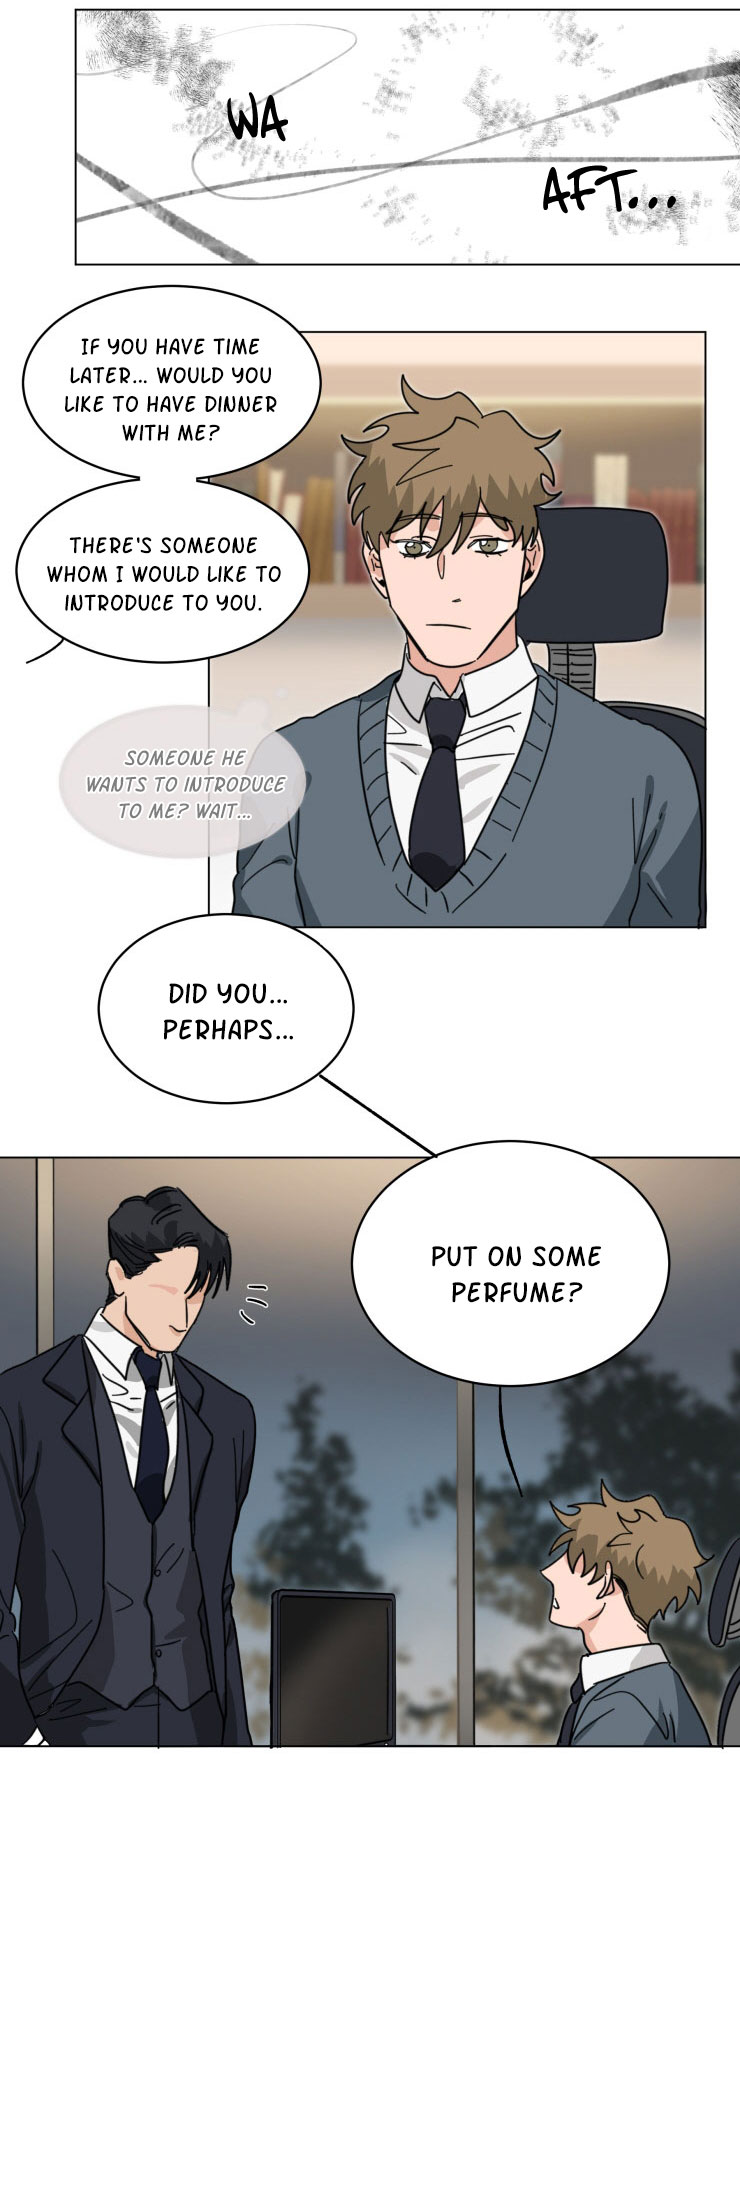 WA
AFT...
IF YOU HAVE TIME
LATER... WOULD YOU
LIKE TO HAVE DINNER
WITH ME?
THERE'S SOMEONE
WHOM I WOULD LIKE TO
INTRODUCE TO YOU.
SOMEONE HE
WANTS TO INTRODUCE
TO ME? WAIT...
DID YOU...
PERHAPS...
PUT ON SOME
PERFUME?